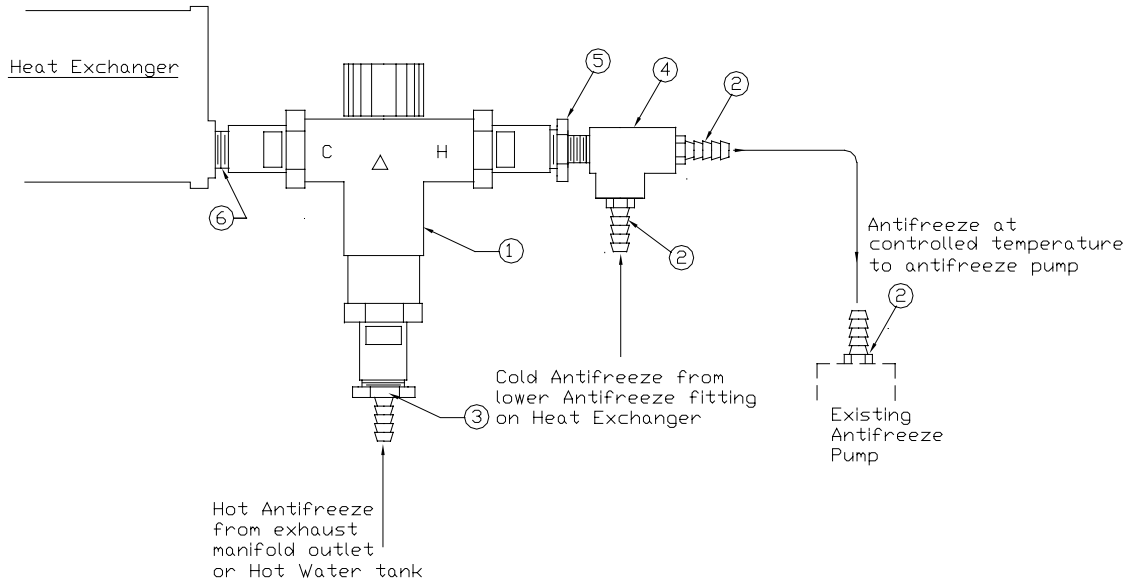 Heat Exchanger
5
4
2
C
H
6
1
2
Antifreeze at
controlled temperature
to antifreeze pump
2
Cold Antifreeze from
lower Antifreeze fitting
on Heat Exchanger
3
Existing
Antifreeze
Pump
Hot Antifreeze
from exhaust
manifold outlet
or Hot Water tank